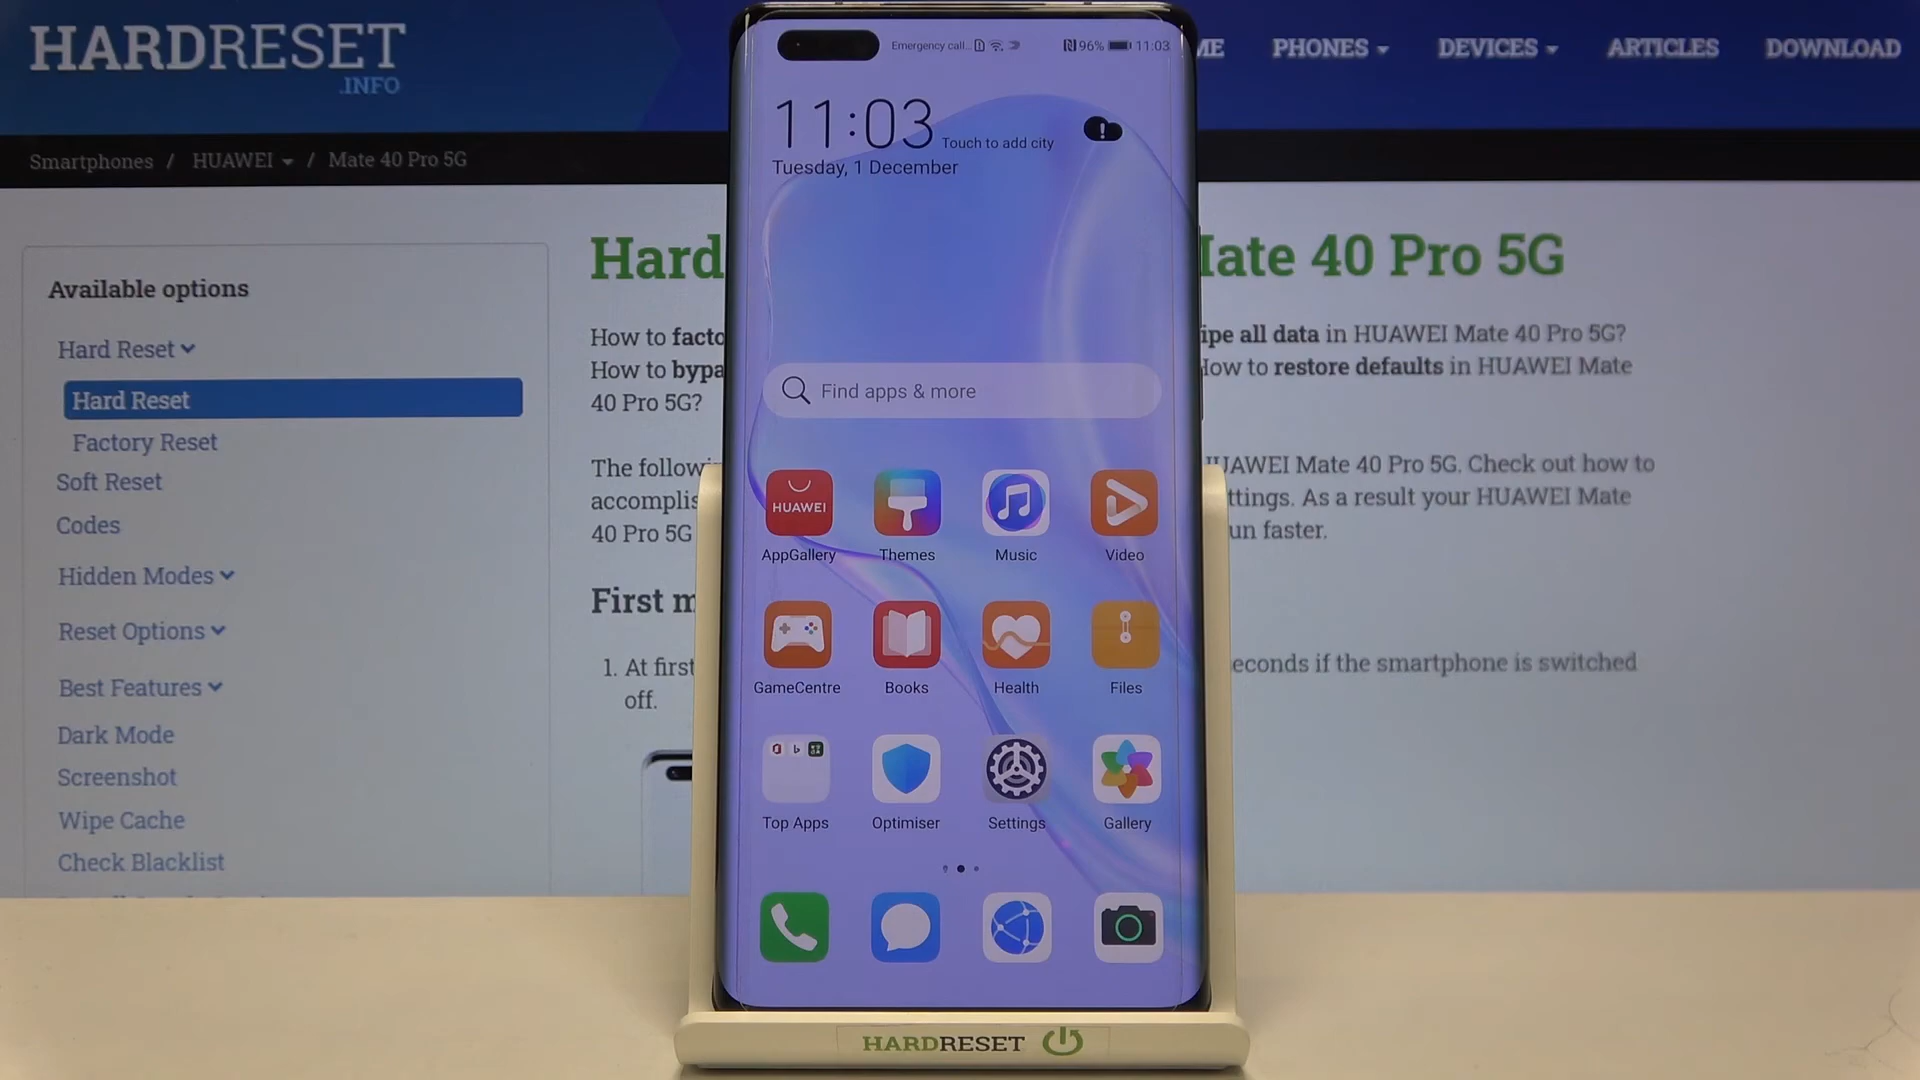 HARDRESET
.INFO
PHONES
DEVICES
ARTICLES
DOWNLOAD
Smartphones / HUAWEI / Mate 40 Pro 5G
Available options
Hard Reset
Hard Reset
Factory Reset
Soft Reset
Codes
Hidden Modes
Reset Options
Best Features
Dark Mode
Screenshot
Wipe Cache
Check Blacklist
Hard
ate 40 Pro 5G
How to facto
ipe all data in HUAWEI Mate 40 Pro 5G?
How to bypa
How to restore defaults in HUAWEI Mate
40 Pro 5G?
The follow
UAWEI Mate 40 Pro 5G. Check out how to
accomplis
ttings. As a result your HUAWEI Mate
40 Pro 5G
un faster.
First m
1. At first
econds if the smartphone is switched
off.
Emergency call...
96% 11:03
11:03
Touch to add city
Tuesday, 1 December
Find apps & more
HUAWEI
AppGallery Themes Music Video
GameCentre Books Health Files
Top Apps Optimiser Settings Gallery
HARDRESET